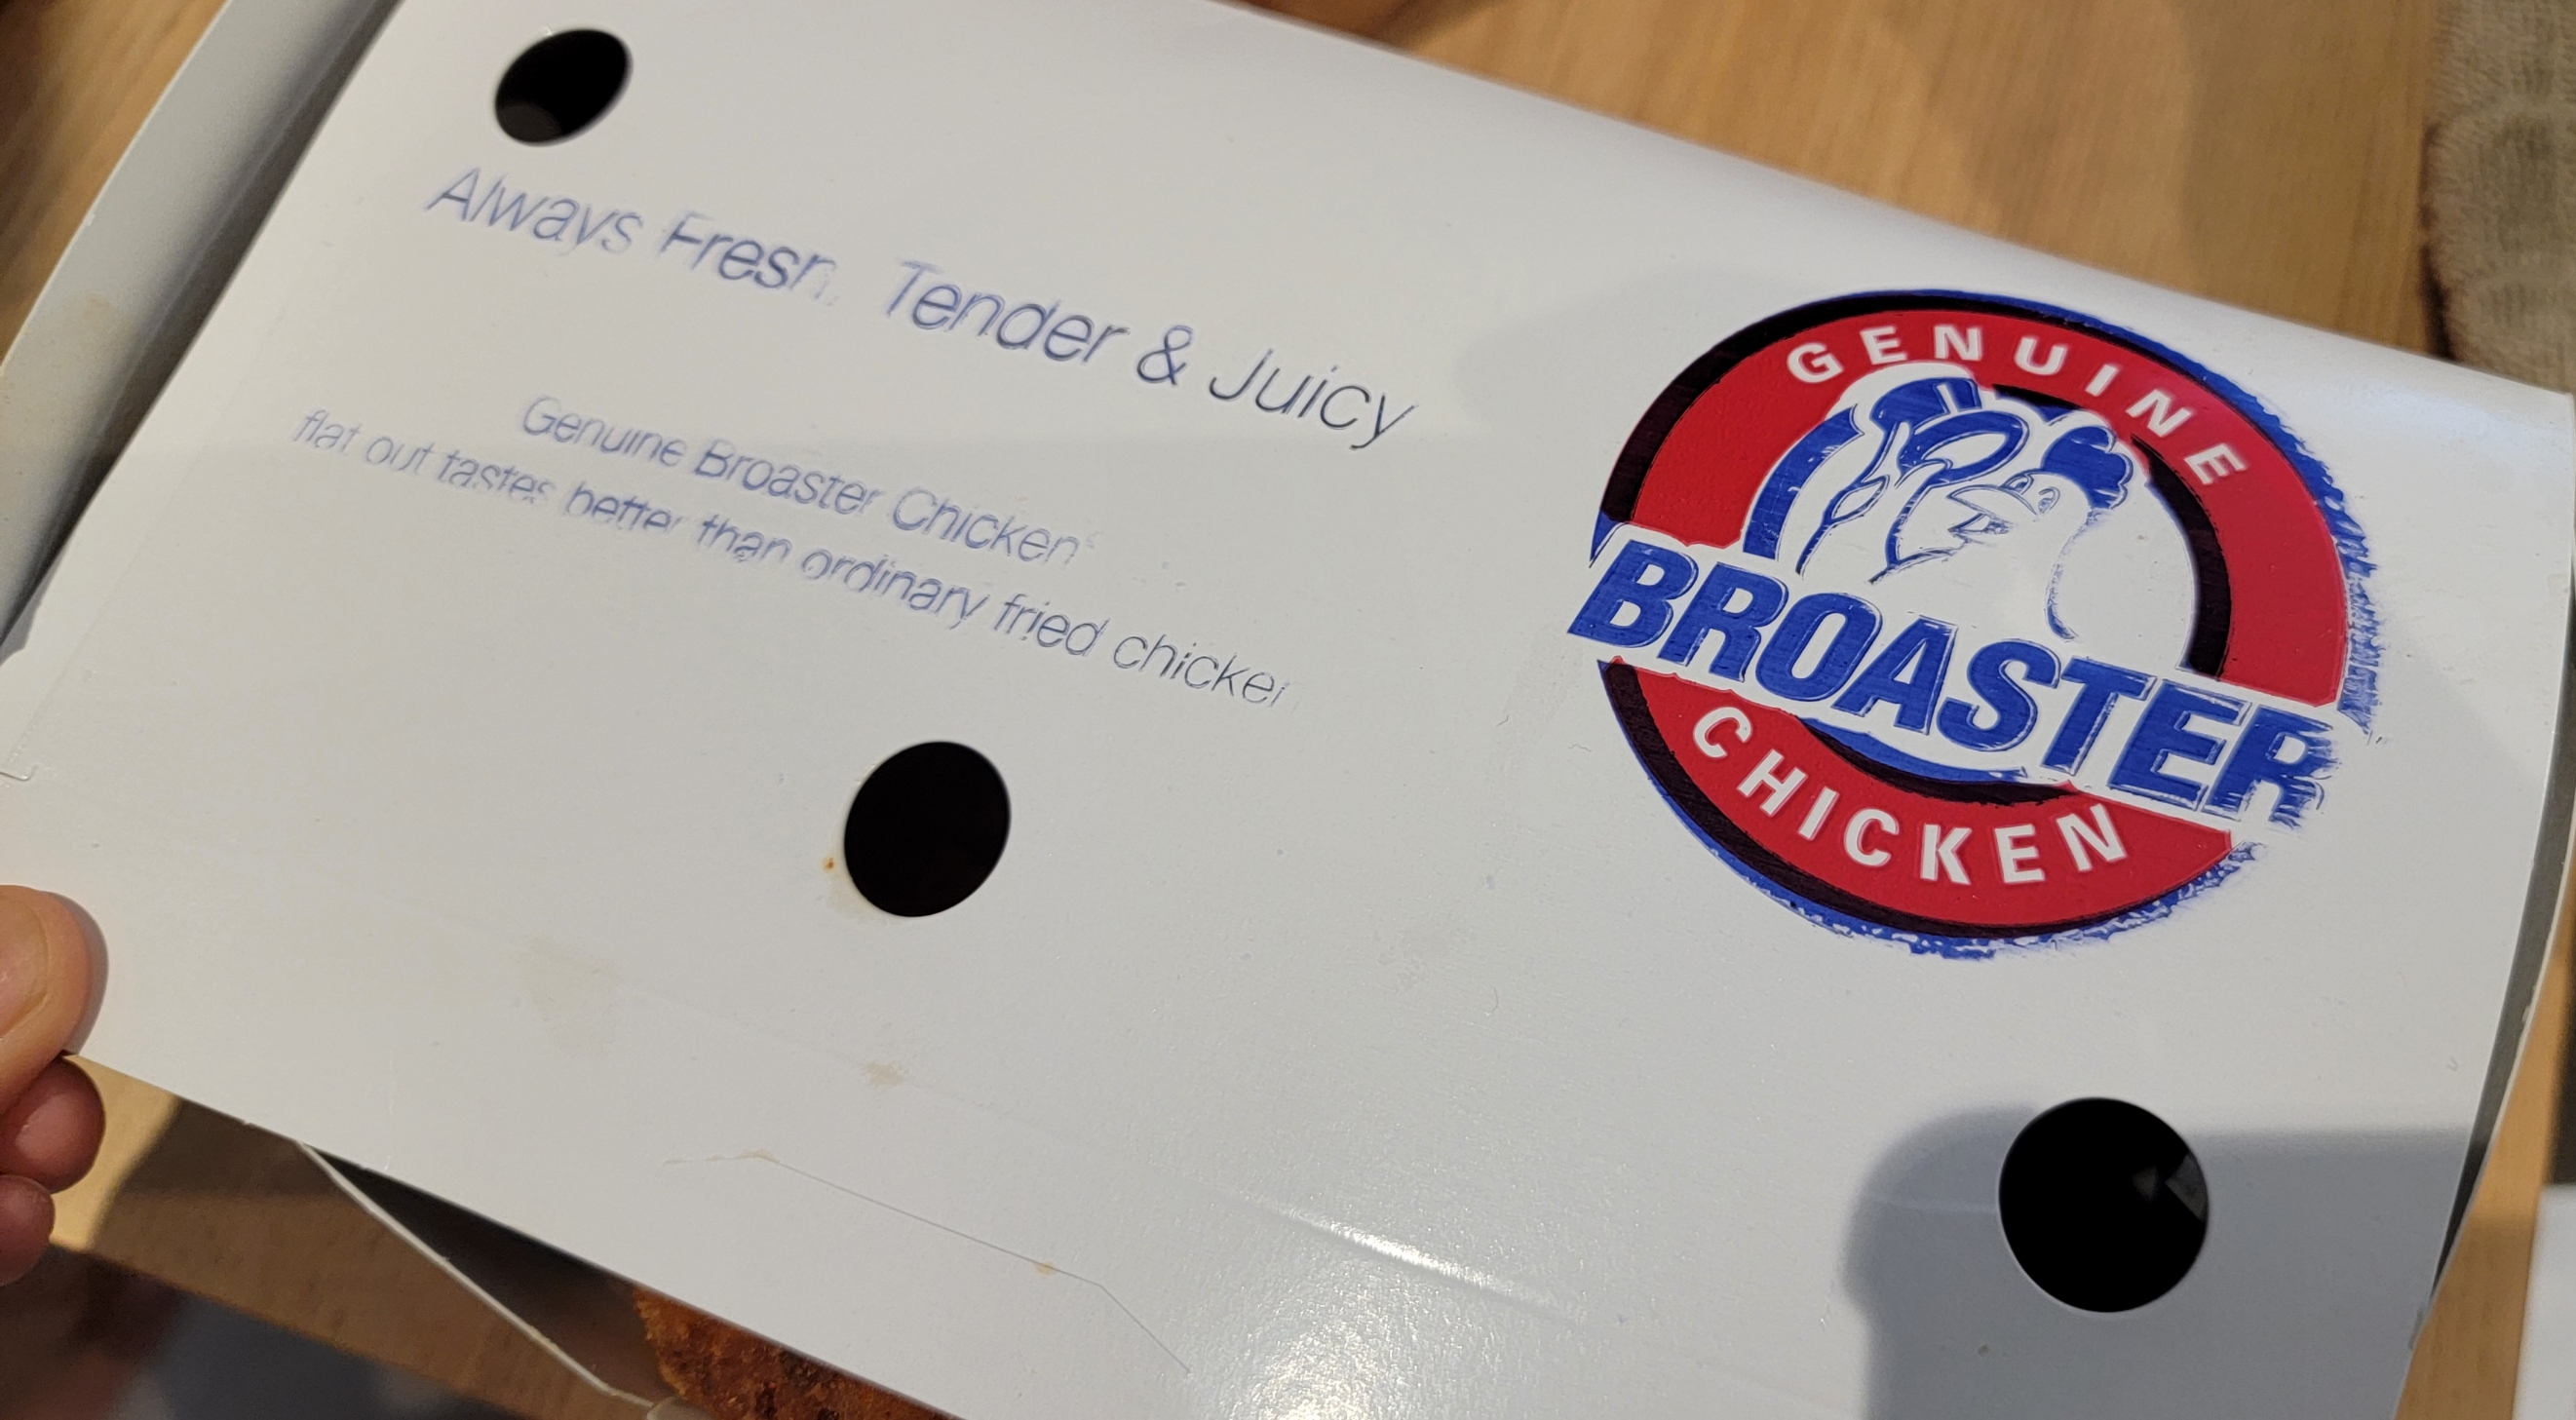 Always Fresh, Tender & Juicy
Genuine Broaster Chicken
flat out tastes better than ordinary fried chicken
GENUINE
BROASTER
CHICKEN